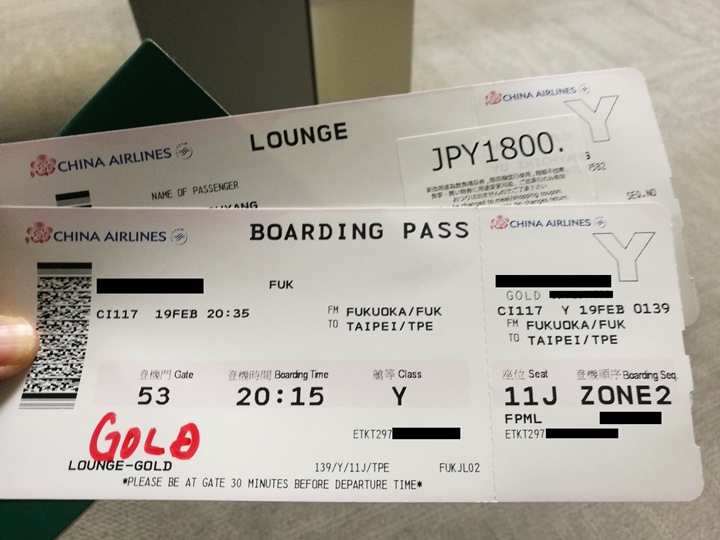 CHINA AIRLINES
LOUNGE
CHINA AIRLINES
Y
NAME OF PASSENGER
JPY1800.
7582
SEQ.NO
CHINA AIRLINES
BOARDING PASS
CHINA AIRLINES
Y
FUK
GOLD
CI117 19FEB 20:35
FM FUKUOKA/FUK
TO TAIPEI/TPE
CI117 Y 19FEB 0139
FM FUKUOKA/FUK
TO TAIPEI/TPE
登機門 Gate
登機時間 Boarding Time
艙等 Class
座位 Seat
登機順序 Boarding Seq.
53
20:15
Y
11J ZONE2
FPML
GOLD
ETKT297
ETKT297
LOUNGE-GOLD
139/Y/11J/TPE
FUKJL02
*PLEASE BE AT GATE 30 MINUTES BEFORE DEPARTURE TIME*